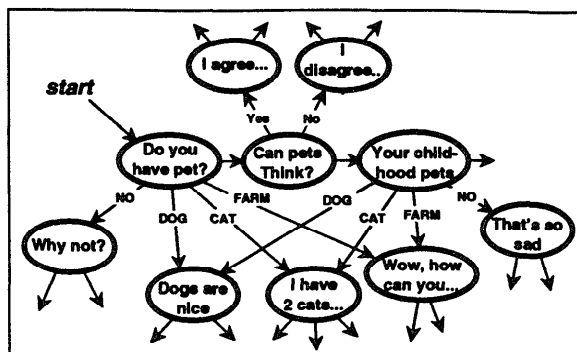 I agree...
I
disagree..
start
Yes
No
Do you
have pet?
Can pets
Think?
Your child-
hood pets
NO
DOG
CAT
FARM
DOG
CAT
FARM
NO
Why not?
That's so
sad
Dogs are
nice
I have
2 cats...
Wow, how
can you...